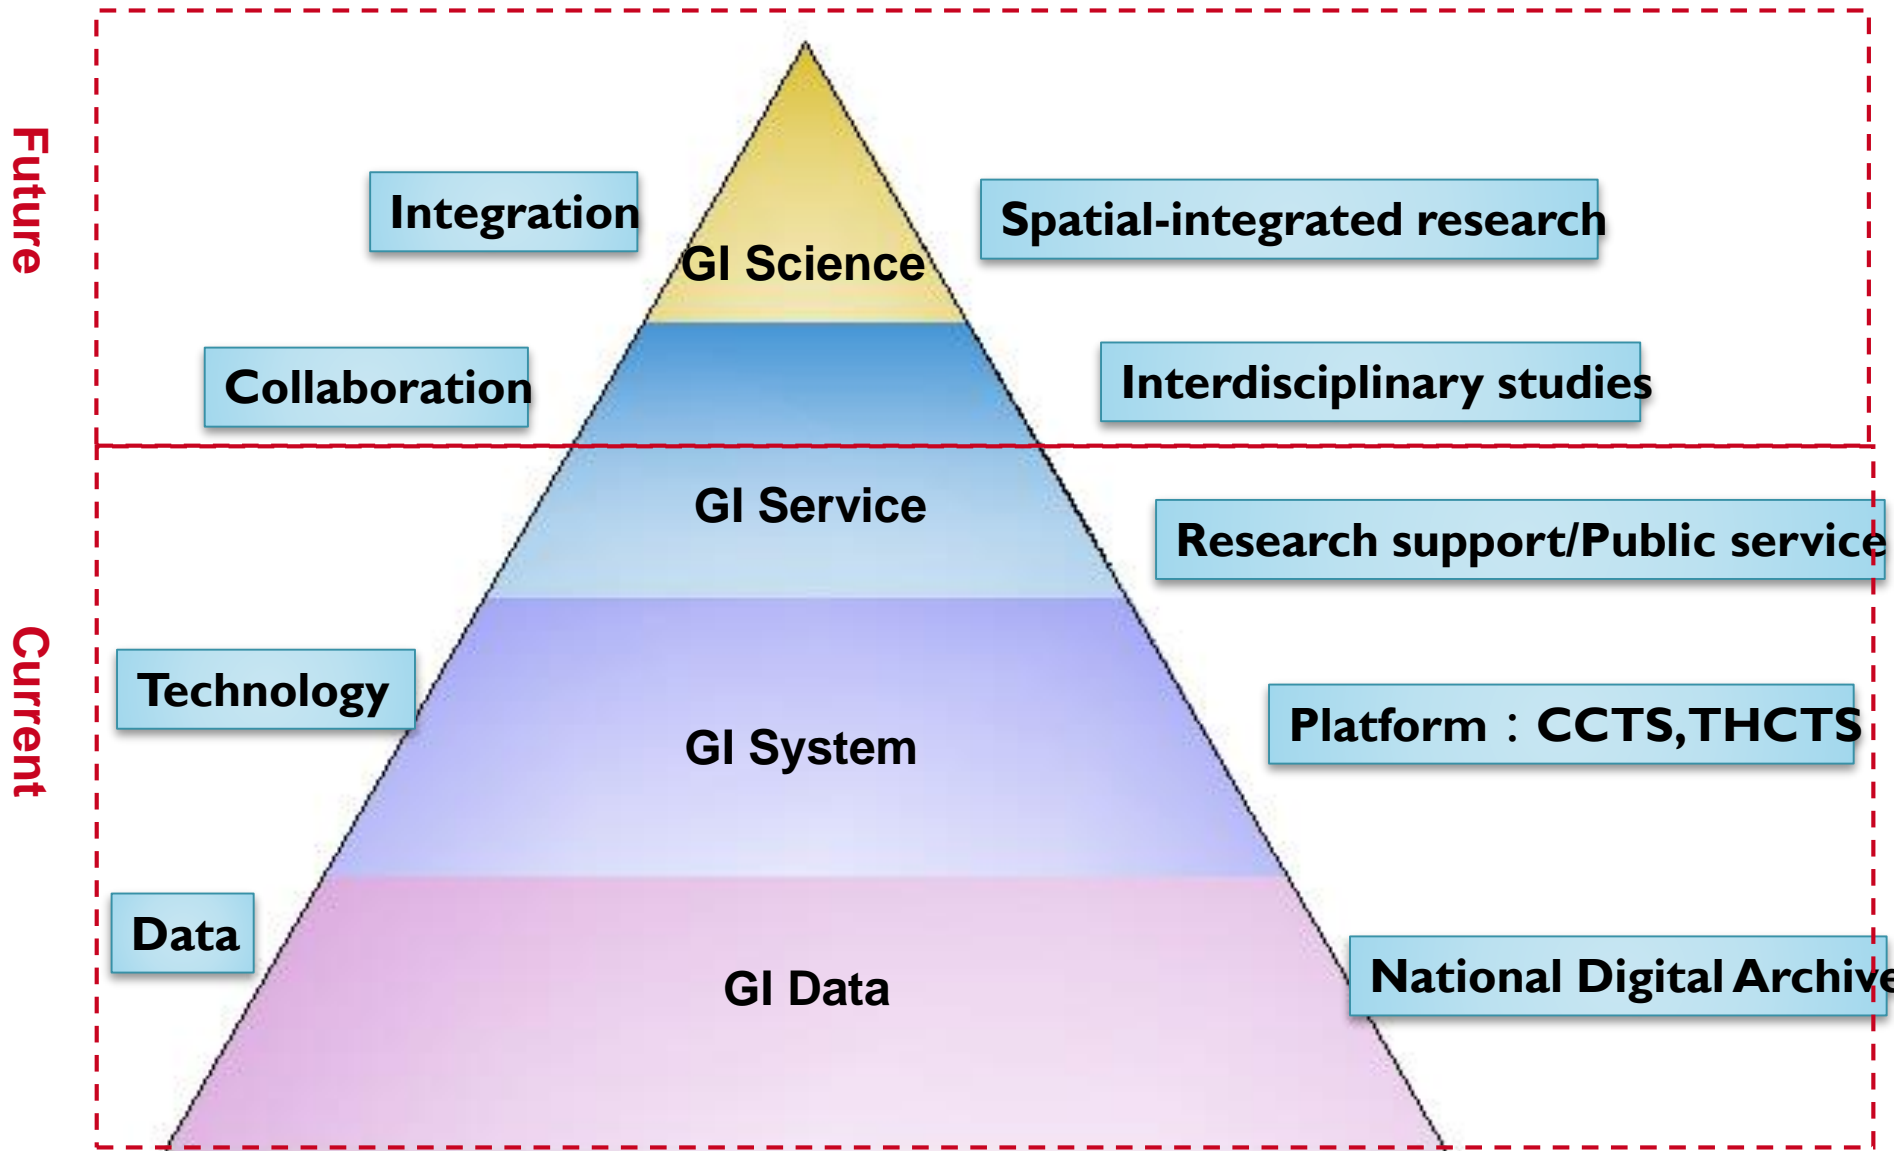 Future
Integration
GI Science
Spatial-integrated research
Collaboration
Interdisciplinary studies
GI Service
Research support/Public service
Current
Technology
GI System
Platform：CCTS, THCTS
Data
GI Data
National Digital Archive